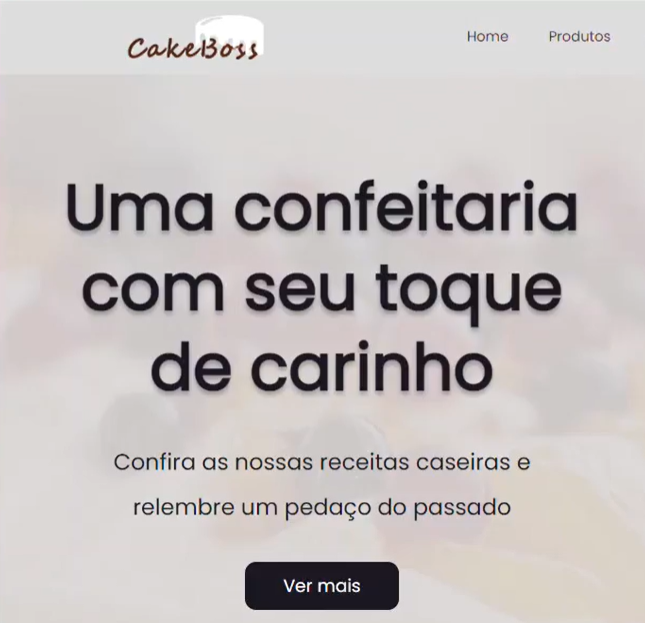 CakeBoss
Home
Produtos
Uma confeitaria
com seu toque
de carinho
Confira as nossas receitas caseiras e
relembre um pedaço do passado
Ver mais